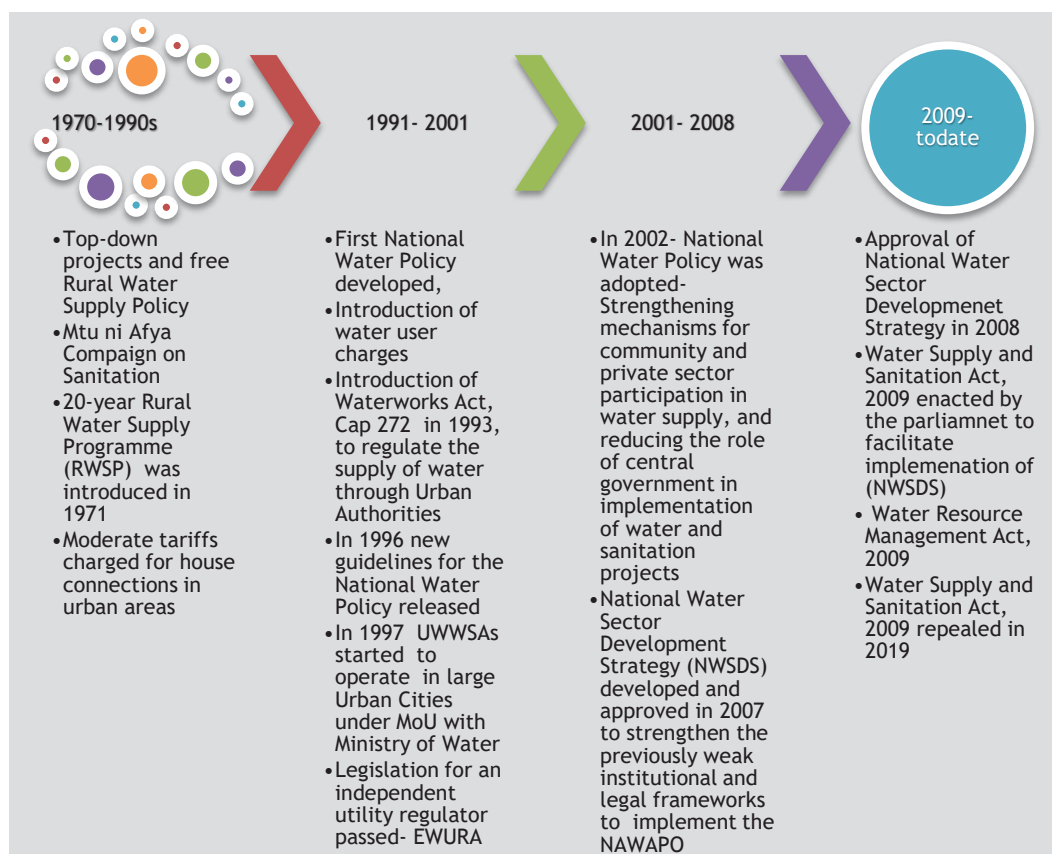 1970-1990s
•Top-down
projects and free
Rural Water
Supply Policy
•Mtu ni Afya
Compaign on
Sanitation
•20-year Rural
Water Supply
Programme
(RWSP) was
introduced in
1971
•Moderate tariffs
charged for house
connections in
urban areas
1991- 2001
•First National
Water Policy
developed,
•Introduction of
water user
charges
•Introduction of
Waterworks Act,
Cap 272 in 1993,
to regulate the
supply of water
through Urban
Authorities
•In 1996 new
guidelines for the
National Water
Policy released
•In 1997 UWWSAs
started to
operate in large
Urban Cities
under MoU with
Ministry of Water
•Legislation for an
independent
utility regulator
passed- EWURA
2001- 2008
•In 2002- National
Water Policy was
adopted-
Strengthening
mechanisms for
community and
private sector
participation in
water supply, and
reducing the role
of central
government in
implementation
of water and
sanitation
projects
•National Water
Sector
Development
Strategy (NWSDS)
developed and
approved in 2007
to strengthen the
previously weak
institutional and
legal frameworks
to implement the
NAWAPO
2009-
todate
•Approval of
National Water
Sector
Developmenet
Strategy in 2008
•Water Supply and
Sanitation Act,
2009 enacted by
the parliamnet to
facilitate
implemenation of
(NWSDS)
• Water Resource
Management Act,
2009
•Water Supply and
Sanitation Act,
2009 repealed in
2019